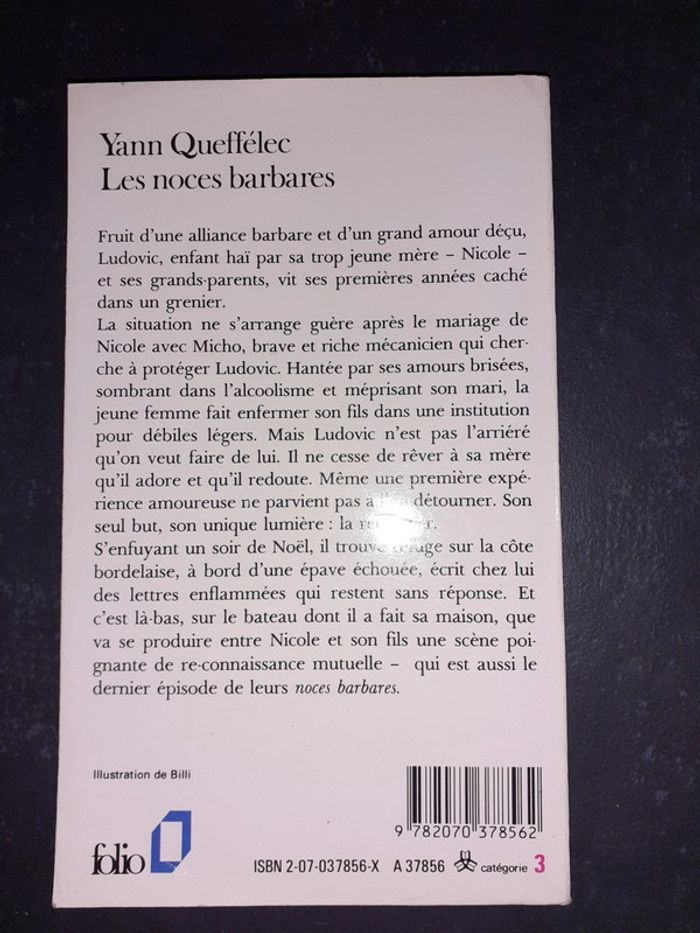 Yann Queffélec
Les noces barbares
Fruit d'une alliance barbare et d'un grand amour déçu,
Ludovic, enfant haï par sa trop jeune mère – Nicole –
et ses grands-parents, vit ses premières années caché
dans un grenier.
La situation ne s'arrange guère après le mariage de
Nicole avec Micho, brave et riche mécanicien qui cher-
che à protéger Ludovic. Hantée par ses amours brisées,
sombrant dans l'alcoolisme et méprisant son mari, la
jeune femme fait enfermer son fils dans une institution
pour débiles légers. Mais Ludovic n'est pas l'arriéré
qu'on veut faire de lui. Il ne cesse de rêver à sa mère
qu'il adore et qu'il redoute. Même une première expé-
rience amoureuse ne parvient pas à détourner. Son
seul but, son unique lumière : la
S'enfuyant un soir de Noël, il trouve refuge sur la côte
bordelaise, à bord d'une épave échouée, écrit chez lui
des lettres enflammées qui restent sans réponse. Et
c'est là-bas, sur le bateau dont il a fait sa maison, que
va se produire entre Nicole et son fils une scène poi-
gnante de re-connaissance mutuelle – qui est aussi le
dernier épisode de leurs noces barbares.
Illustration de Billi
9 782070 378562
folio
ISBN 2-07-037856-X A 37856 catégorie 3